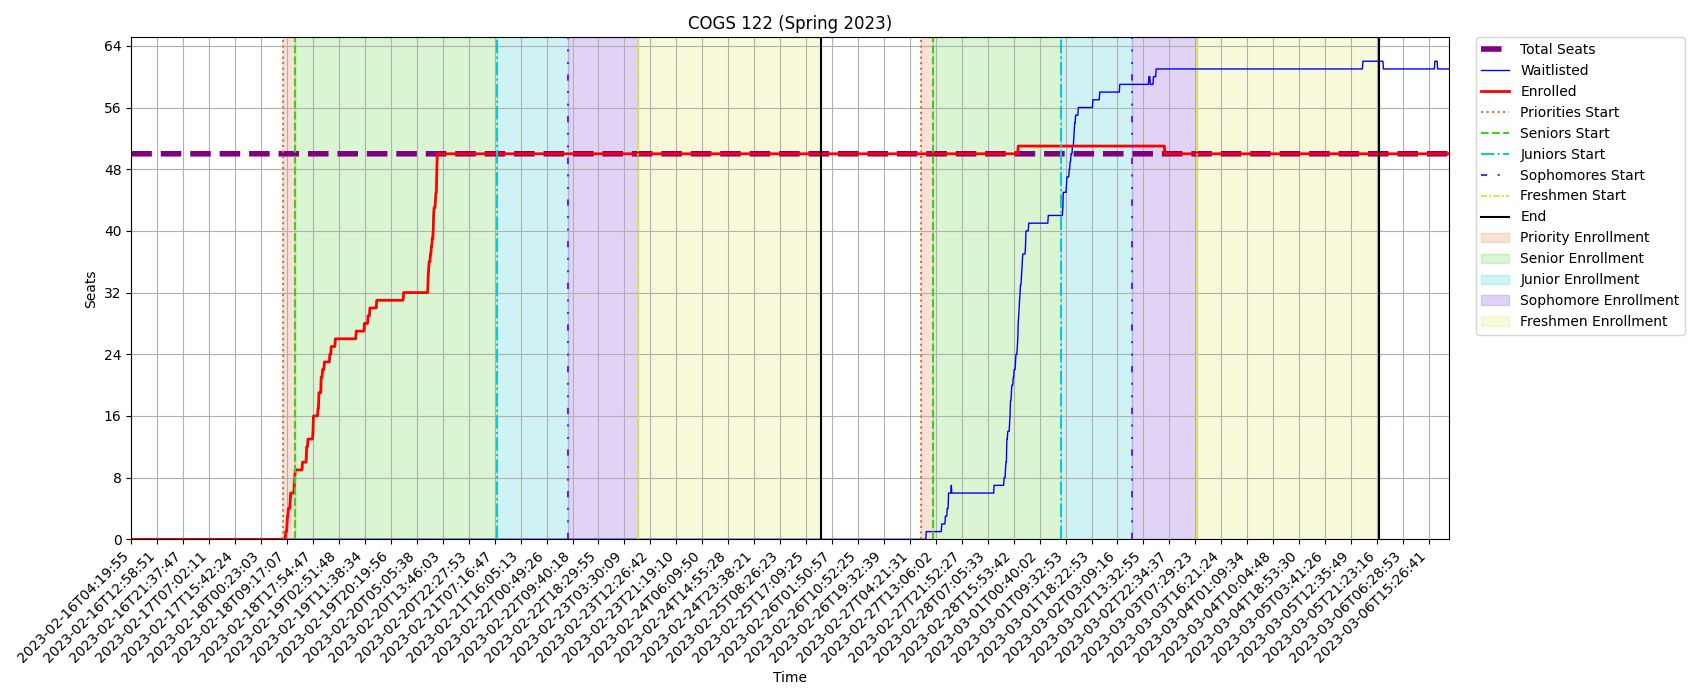 COGS 122 (Spring 2023)
64
56
48
40
32
24
16
8
0
Seats
2023-02-16T04:19:55
2023-02-16T12:58:51
2023-02-16T21:37:47
2023-02-17T07:02:11
2023-02-17T15:42:24
2023-02-18T00:23:03
2023-02-18T09:17:07
2023-02-18T17:54:47
2023-02-19T02:51:48
2023-02-19T11:38:34
2023-02-19T20:19:56
2023-02-20T05:05:38
2023-02-20T13:46:03
2023-02-20T22:27:53
2023-02-21T07:16:47
2023-02-21T16:05:13
2023-02-22T00:49:26
2023-02-22T09:40:18
2023-02-22T18:29:55
2023-02-23T03:30:09
2023-02-23T12:26:42
2023-02-23T21:19:10
2023-02-24T06:09:50
2023-02-24T14:55:28
2023-02-24T23:38:21
2023-02-25T08:26:23
2023-02-25T17:09:25
2023-02-26T01:50:57
2023-02-26T10:52:25
2023-02-26T19:32:39
2023-02-27T04:21:31
2023-02-27T13:06:02
2023-02-27T21:52:27
2023-02-28T07:05:33
2023-02-28T15:53:42
2023-03-01T00:40:02
2023-03-01T09:32:53
2023-03-01T18:22:53
2023-03-02T03:09:16
2023-03-02T13:32:55
2023-03-02T22:34:37
2023-03-03T07:29:23
2023-03-03T16:21:24
2023-03-04T01:09:34
2023-03-04T10:04:48
2023-03-04T18:53:30
2023-03-05T03:41:26
2023-03-05T12:35:49
2023-03-05T21:23:16
2023-03-06T06:28:53
2023-03-06T15:26:41
Time
Total Seats
Waitlisted
Enrolled
Priorities Start
Seniors Start
Juniors Start
Sophomores Start
Freshmen Start
End
Priority Enrollment
Senior Enrollment
Junior Enrollment
Sophomore Enrollment
Freshmen Enrollment